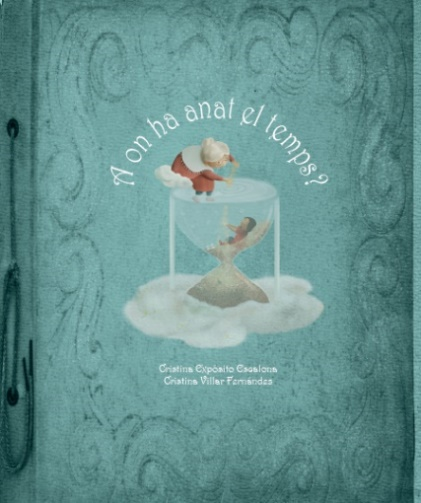 A on ha anat el temps?
Cristina Expósito Escalona
Cristina Villar Fernández